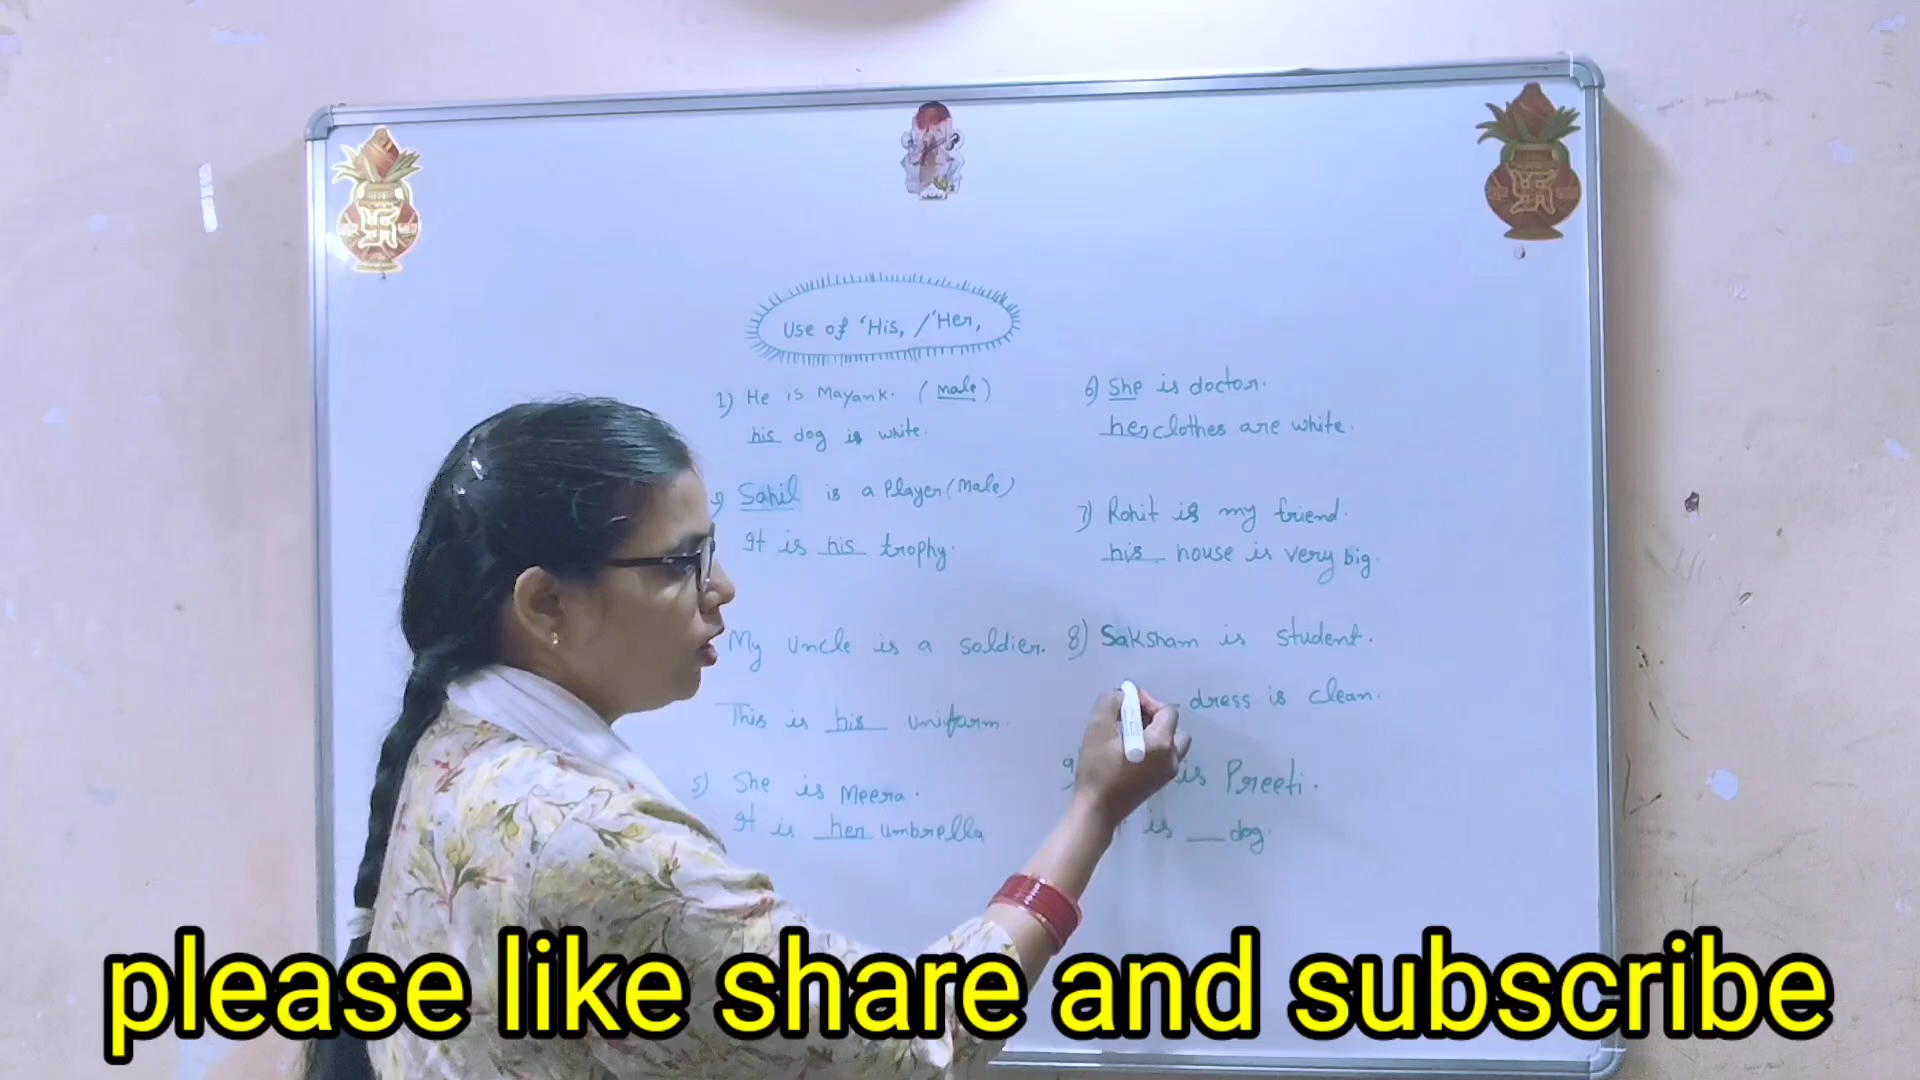 Use of 'His, /'Her,
1) He is Mayank. (male)
his dog is white.
Sahil is a Player (Male)
It is his trophy.
My Uncle is a soldier.
This is his uniform.
5) She is Meera.
It is her Umbrella
6) She is doctor.
her clothes are white.
7) Rohit is my friend.
his house is very big.
8) Saksham is student.
dress is clean.
is Preeti.
is __ dog.
please like share and subscribe